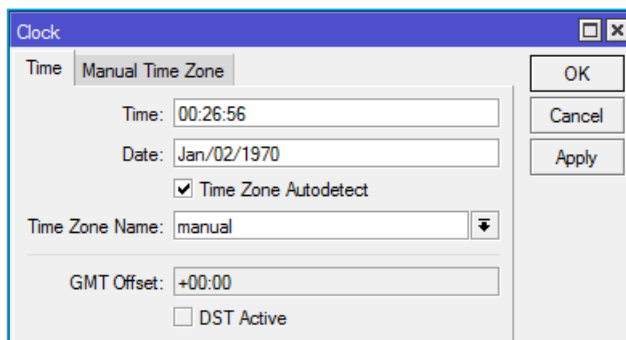 Clock
Time Manual Time Zone
OK
Time: 00:26:56
Cancel
Date: Jan/02/1970
Apply
Time Zone Autodetect
Time Zone Name: manual
GMT Offset: +00:00
DST Active